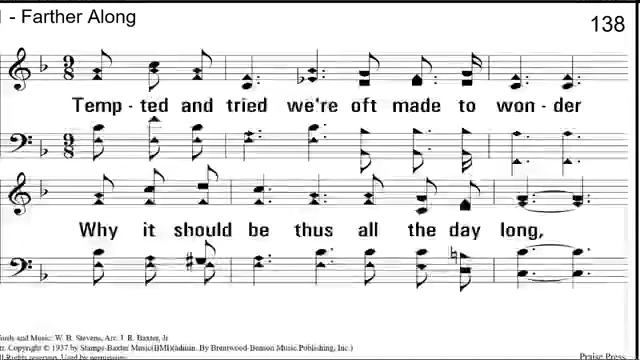 - Farther Along
138
Temp - ted and tried we're oft made to won - der
Why it should be thus all the day long,
Words and Music: W. B. Stevens, Arr. J. R. Baxter, Jr
Arr. Copyright © 1937 by Stamps-Baxter Music(BMI)(admin. By Brentwood-Benson Music Publishing, Inc.)
All Rights reserved. Used by permission.
Praise Press